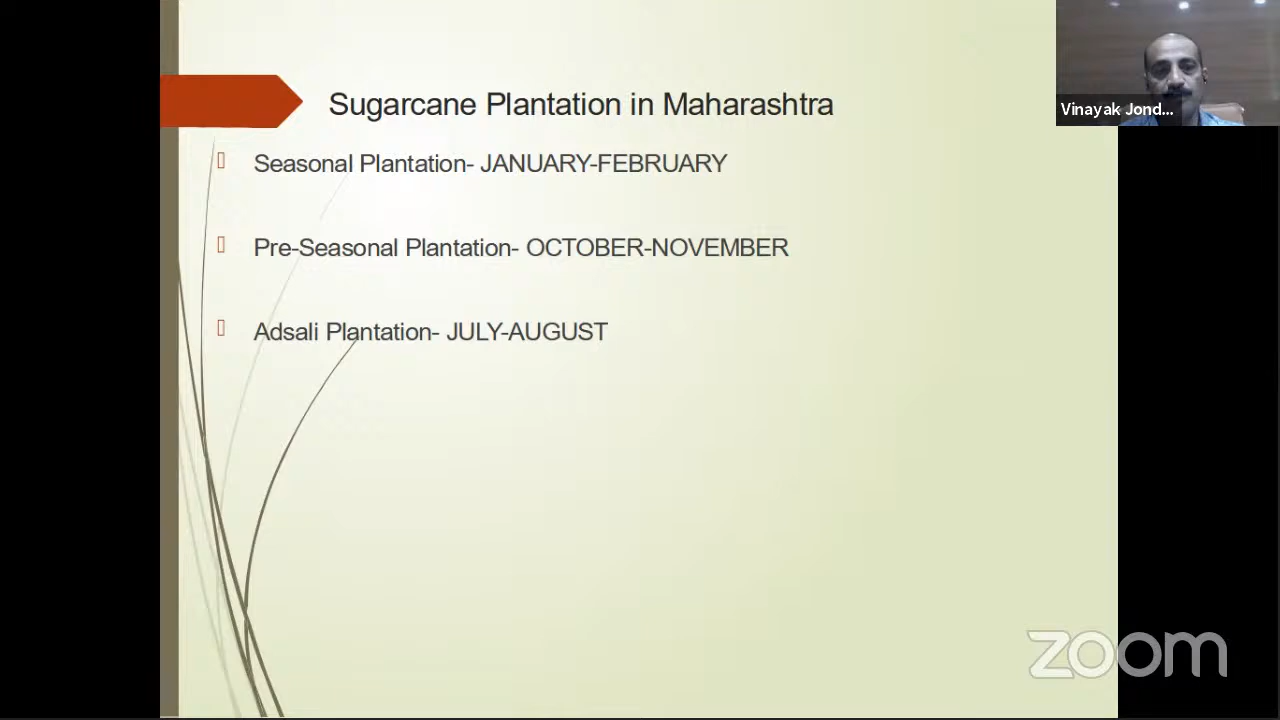 Sugarcane Plantation in Maharashtra
Vinayak Jond...
Seasonal Plantation- JANUARY-FEBRUARY
Pre-Seasonal Plantation- OCTOBER-NOVEMBER
Adsali Plantation- JULY-AUGUST
zoom